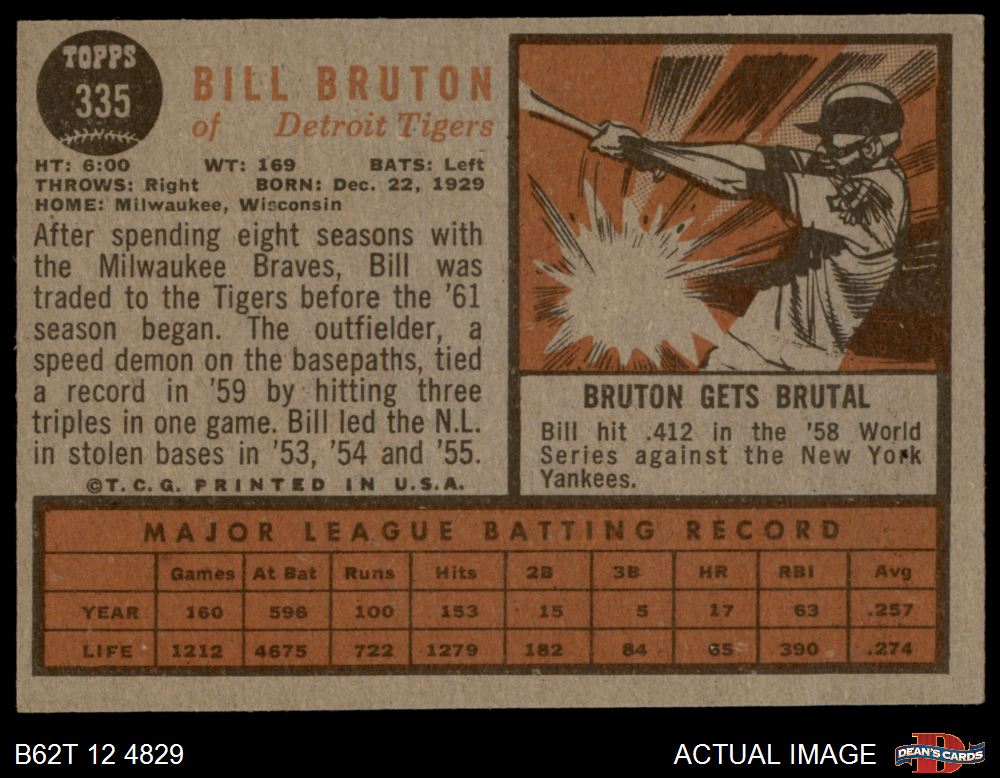 TOPPS
335
BILL BRUTON
of Detroit Tigers
HT: 6:00 WT: 169 BATS: Left
THROWS: Right BORN: Dec. 22, 1929
HOME: Milwaukee, Wisconsin
After spending eight seasons with
the Milwaukee Braves, Bill was
traded to the Tigers before the '61
season began. The outfielder, a
speed demon on the basepaths, tied
a record in '59 by hitting three
triples in one game. Bill led the N.L.
in stolen bases in '53, '54 and '55.
©T.C.G. PRINTED IN U.S.A.
BRUTON GETS BRUTAL
Bill hit .412 in the '58 World
Series against the New York
Yankees.
MAJOR LEAGUE BATTING RECORD
Games At Bat Runs Hits 2B 3B HR RBI Avg
YEAR 160 596 100 153 15 5 17 63 .257
LIFE 1212 4675 722 1279 182 84 65 390 .274
B62T 12 4829
ACTUAL IMAGE
DEAN'S CARDS